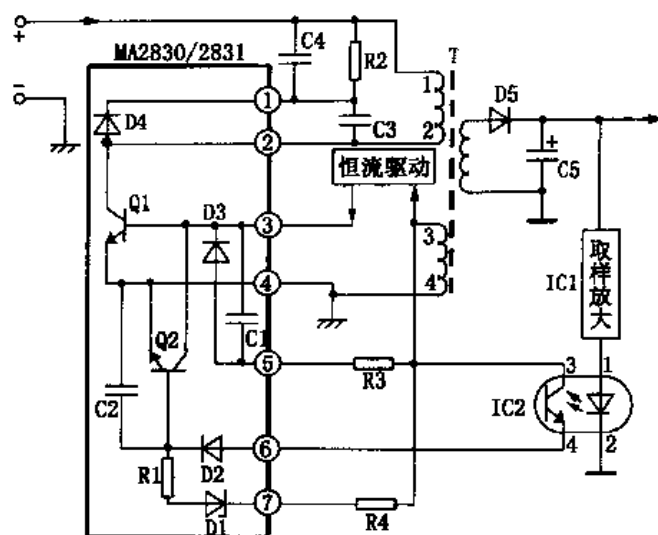 +
−
MA2830/2831
C4
R2
T
1
2
D5
+
C5
①
②
D4
C3
恒流驱动
Q1
D3
③
3
4
④
取样放大
IC1
Q2
C1
⑤
R3
3
1
C2
IC2
4
2
⑥
D2
R1
⑦
D1
R4